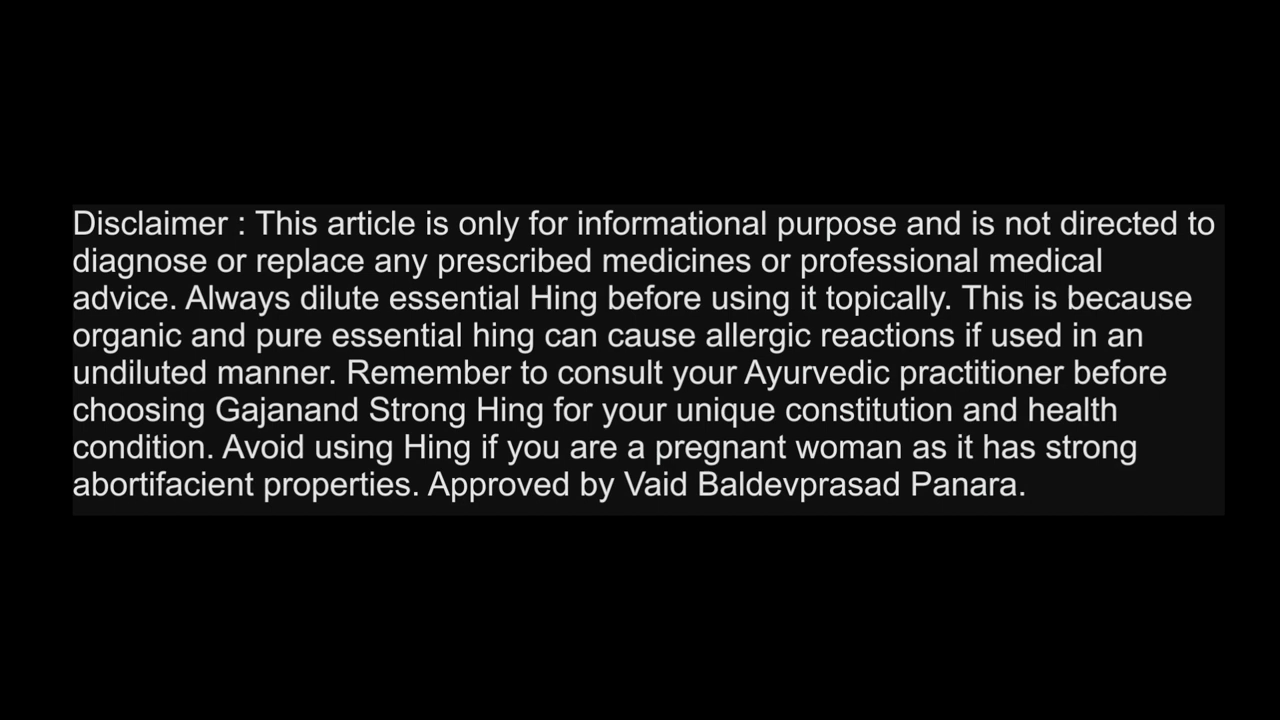 Disclaimer : This article is only for informational purpose and is not directed to
diagnose or replace any prescribed medicines or professional medical
advice. Always dilute essential Hing before using it topically. This is because
organic and pure essential hing can cause allergic reactions if used in an
undiluted manner. Remember to consult your Ayurvedic practitioner before
choosing Gajanand Strong Hing for your unique constitution and health
condition. Avoid using Hing if you are a pregnant woman as it has strong
abortifacient properties. Approved by Vaid Baldevprasad Panara.